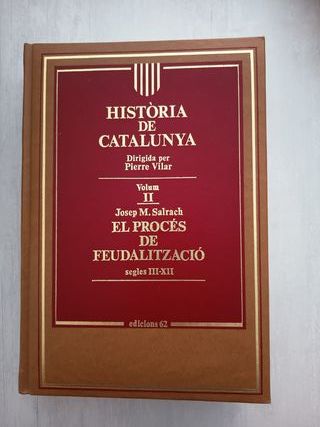 HISTÒRIA
DE
CATALUNYA
Dirigida per
Pierre Vilar
Volum
II
Josep M. Salrach
EL PROCÉS
DE
FEUDALITZACIÓ
segles III-XII
edicions 62